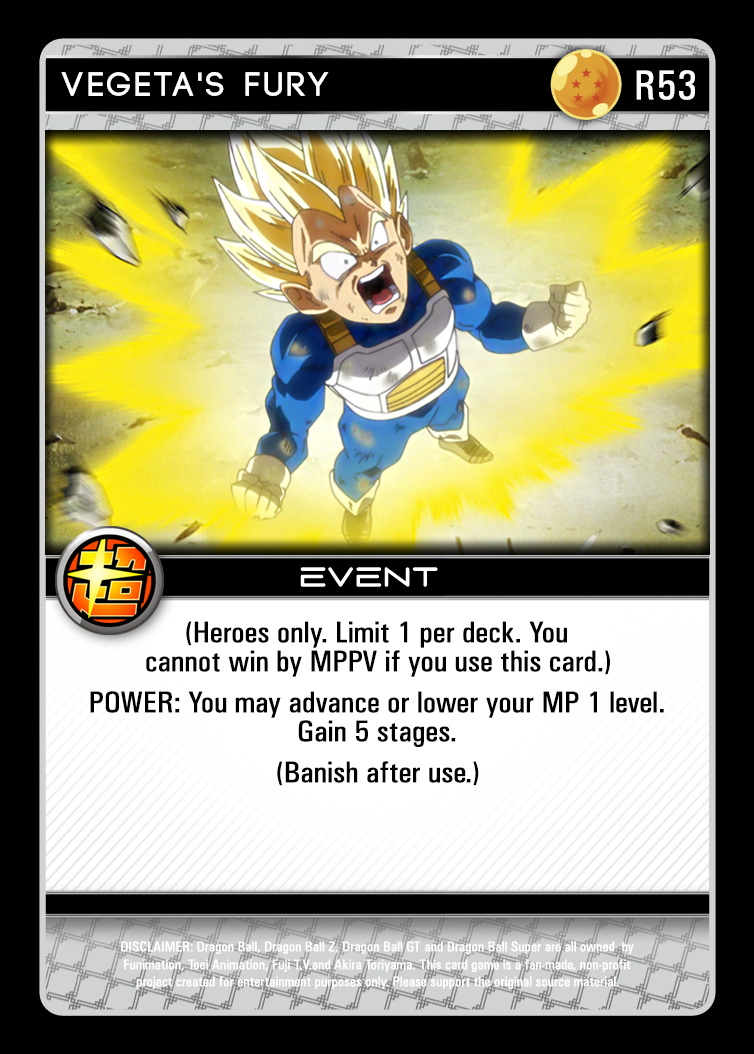 VEGETA'S FURY
R53
EVENT
(Heroes only. Limit 1 per deck. You
cannot win by MPPV if you use this card.)
POWER: You may advance or lower your MP 1 level.
Gain 5 stages.
(Banish after use.)
DISCLAIMER: Dragon Ball, Dragon Ball Z, Dragon Ball GT and Dragon Ball Super are all owned by
Funimation, Toei Animation, Fuji T.V.and Akira Toriyama. This card game is a fan-made, non-profit
project created for entertainment purposes only. Please support the original source material.